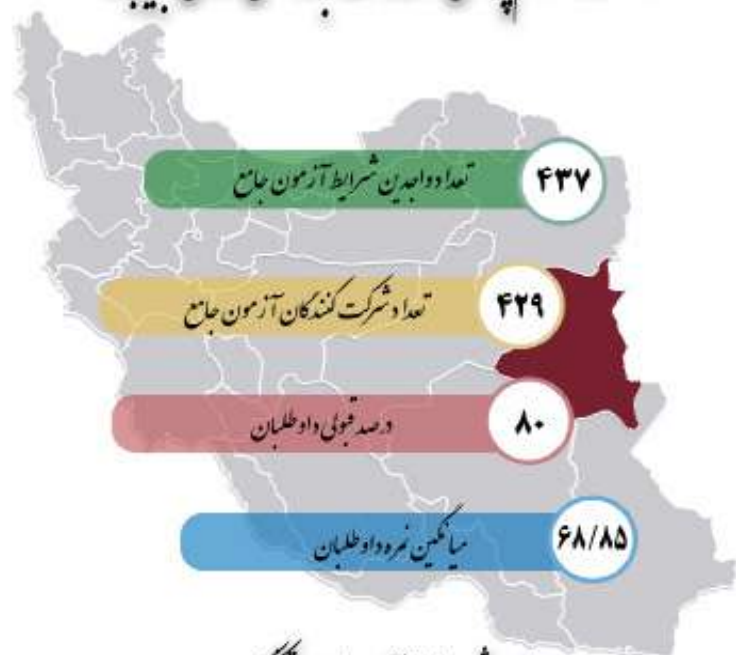 ۴۳۷ تعداد واجدین شرایط آزمون جامع
۴۲۹ تعداد شرکت کنندگان آزمون جامع
۸۰ درصد قبولی داوطلبان
۶۸/۸۵ میانگین نمره داوطلبان